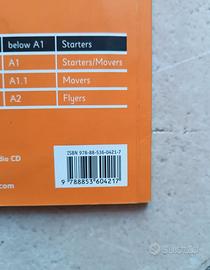 below A1 Starters
A1 Starters/Movers
A1.1 Movers
A2 Flyers
dio CD
ISBN 978-88-536-0421-7
9 788853 604217
.com
SUBITO